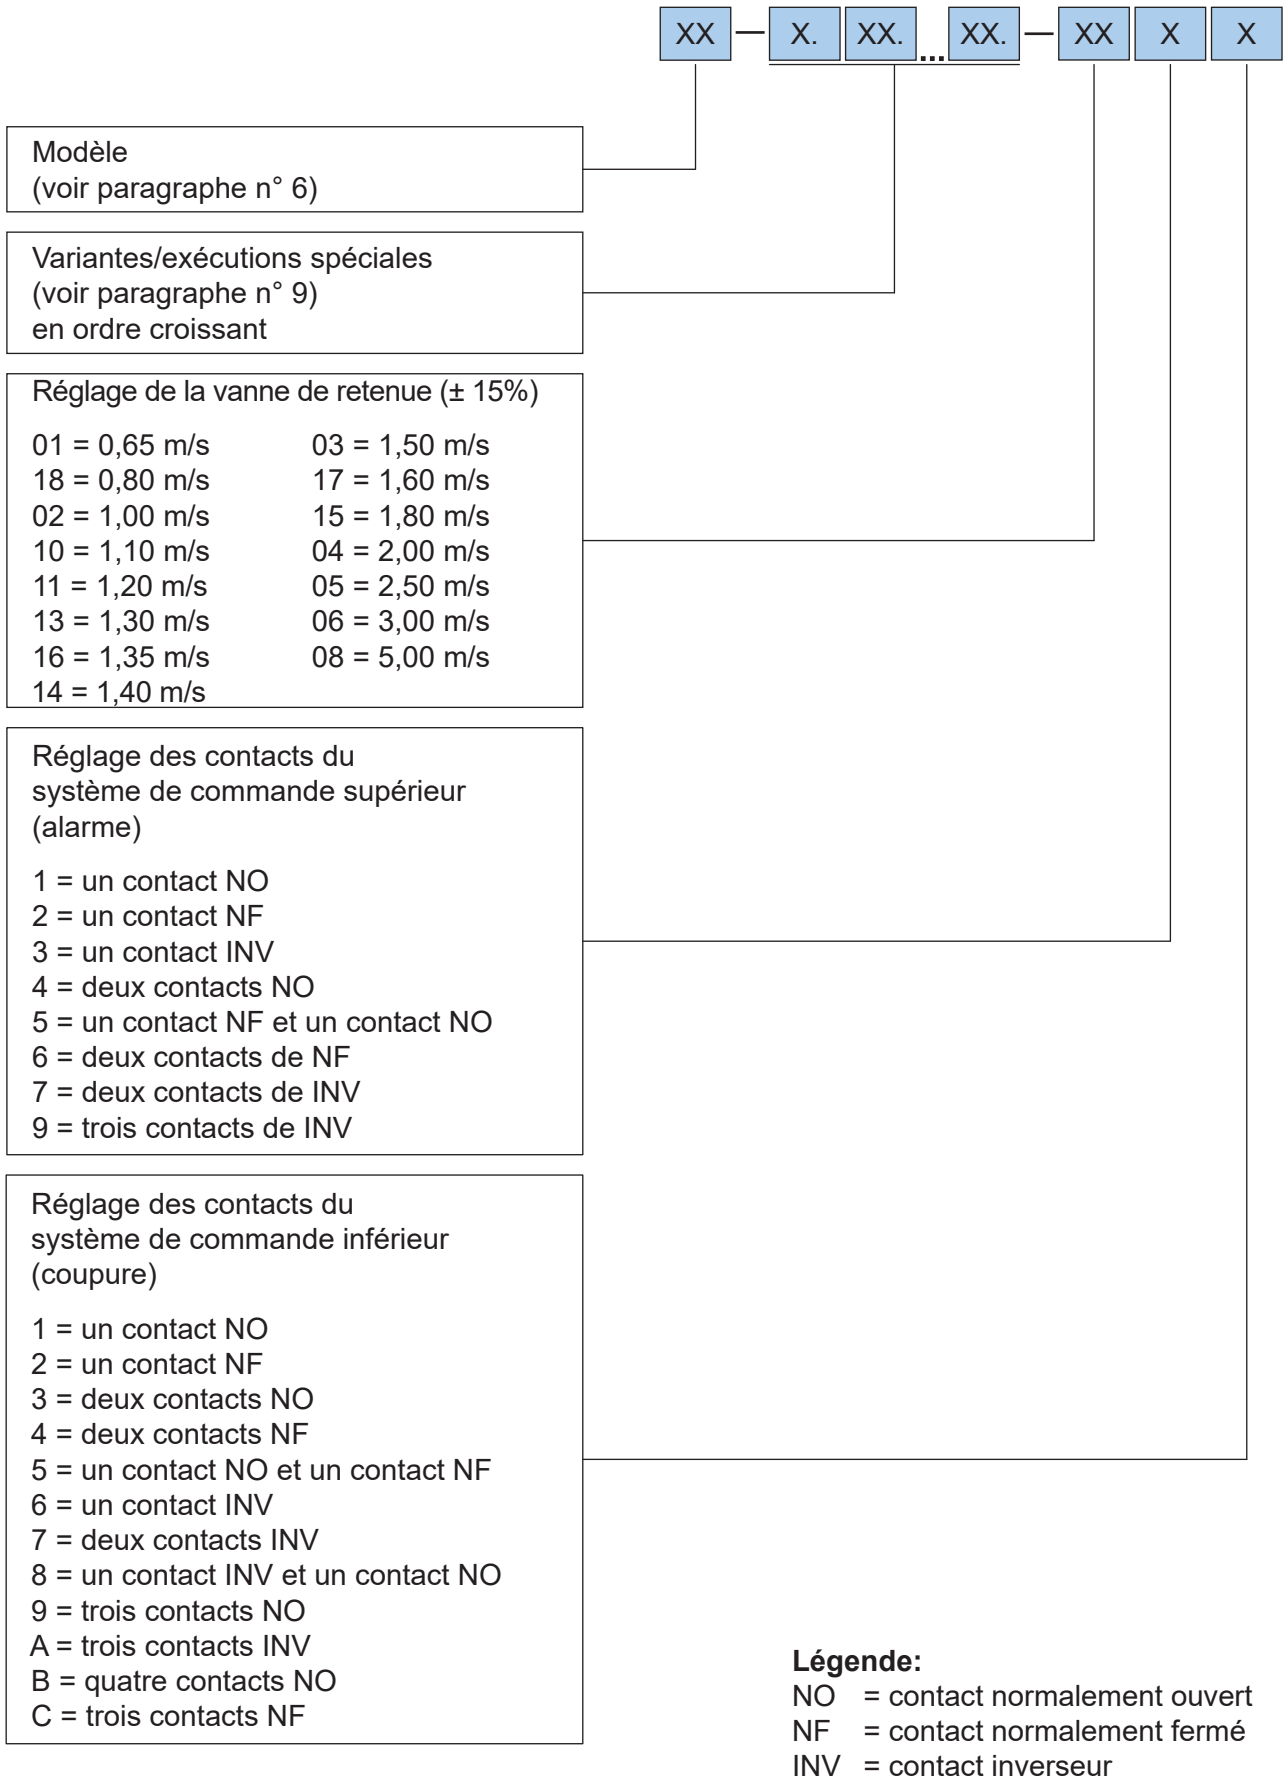 XX — X. XX. ... XX. — XX X X
Modèle
(voir paragraphe n° 6)
Variantes/exécutions spéciales
(voir paragraphe n° 9)
en ordre croissant
Réglage de la vanne de retenue (± 15%)
01 = 0,65 m/s 03 = 1,50 m/s
18 = 0,80 m/s 17 = 1,60 m/s
02 = 1,00 m/s 15 = 1,80 m/s
10 = 1,10 m/s 04 = 2,00 m/s
11 = 1,20 m/s 05 = 2,50 m/s
13 = 1,30 m/s 06 = 3,00 m/s
16 = 1,35 m/s 08 = 5,00 m/s
14 = 1,40 m/s
Réglage des contacts du
système de commande supérieur
(alarme)
1 = un contact NO
2 = un contact NF
3 = un contact INV
4 = deux contacts NO
5 = un contact NF et un contact NO
6 = deux contacts de NF
7 = deux contacts de INV
9 = trois contacts de INV
Réglage des contacts du
système de commande inférieur
(coupure)
1 = un contact NO
2 = un contact NF
3 = deux contacts NO
4 = deux contacts NF
5 = un contact NO et un contact NF
6 = un contact INV
7 = deux contacts INV
8 = un contact INV et un contact NO
9 = trois contacts NO
A = trois contacts INV
B = quatre contacts NO
C = trois contacts NF
Légende:
NO = contact normalement ouvert
NF = contact normalement fermé
INV = contact inverseur